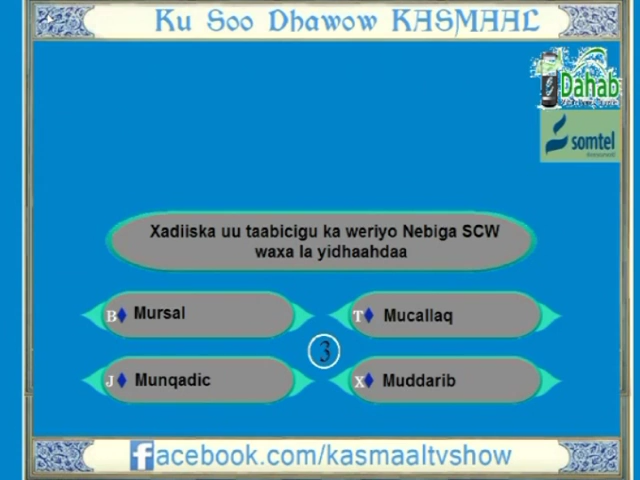 Ku Soo Dhawow KASMAAL
Dahab
somtel
Xadiiska uu taabicigu ka weriyo Nebiga SCW
waxa la yidhaahdaa
B Mursal
T Mucallaq
3
J Munqadic
X Muddarib
facebook.com/kasmaaltvshow